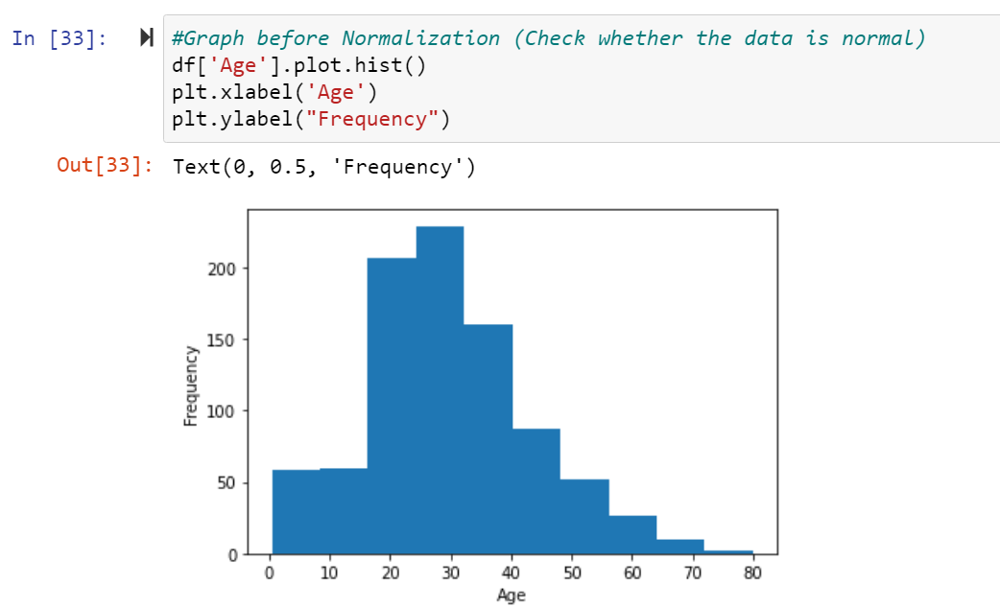 In [33]:
#Graph before Normalization (Check whether the data is normal)
df['Age'].plot.hist()
plt.xlabel('Age')
plt.ylabel("Frequency")
Out[33]: Text(0, 0.5, 'Frequency')
Frequency
200
150
100
50
0
0 10 20 30 40 50 60 70 80
Age